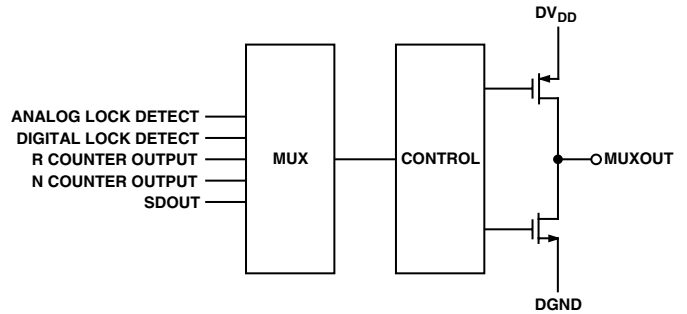 DVDD
ANALOG LOCK DETECT
DIGITAL LOCK DETECT
R COUNTER OUTPUT
N COUNTER OUTPUT
SDOUT
MUX
CONTROL
MUXOUT
DGND